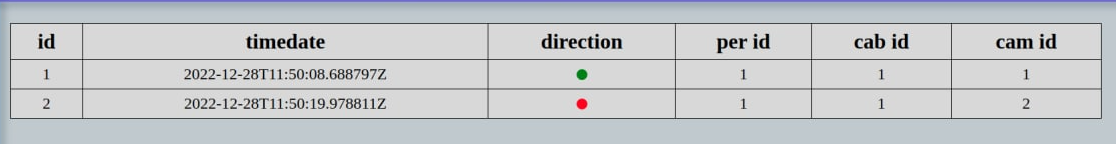 id timedate direction per id cab id cam id
1 2022-12-28T11:50:08.688797Z 1 1 1
2 2022-12-28T11:50:19.978811Z 1 1 2